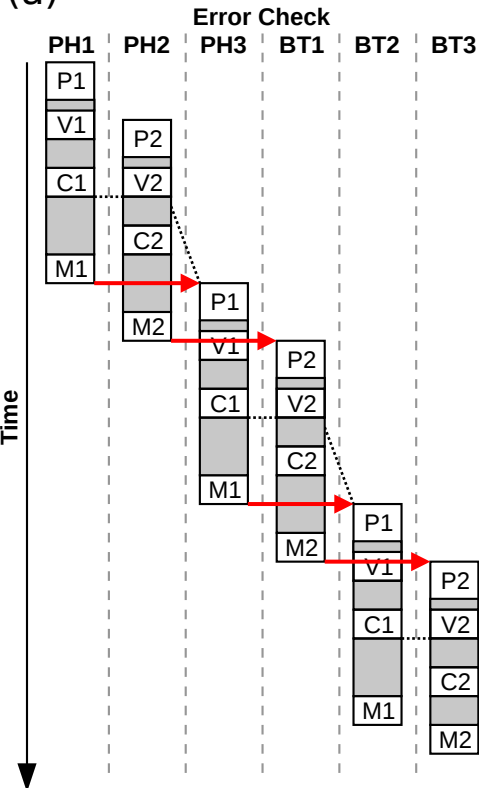 (d)
Error Check
PH1 PH2 PH3 BT1 BT2 BT3
P1
V1
P2
C1 V2
C2
M1
P1
M2
V1
P2
C1 V2
C2
M1
P1
M2
V1
P2
C1 V2
C2
M1
M2
Time